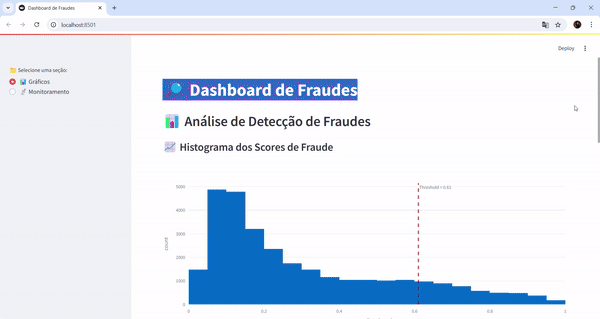 Dashboard de Fraudes
localhost:8501
Deploy
Selecione uma seção:
Gráficos
Monitoramento
Dashboard de Fraudes
Análise de Detecção de Fraudes
Histograma dos Scores de Fraude
Threshold = 0.61
5000
4000
3000
2000
1000
0
count
0
0.2
0.4
0.6
0.8
1